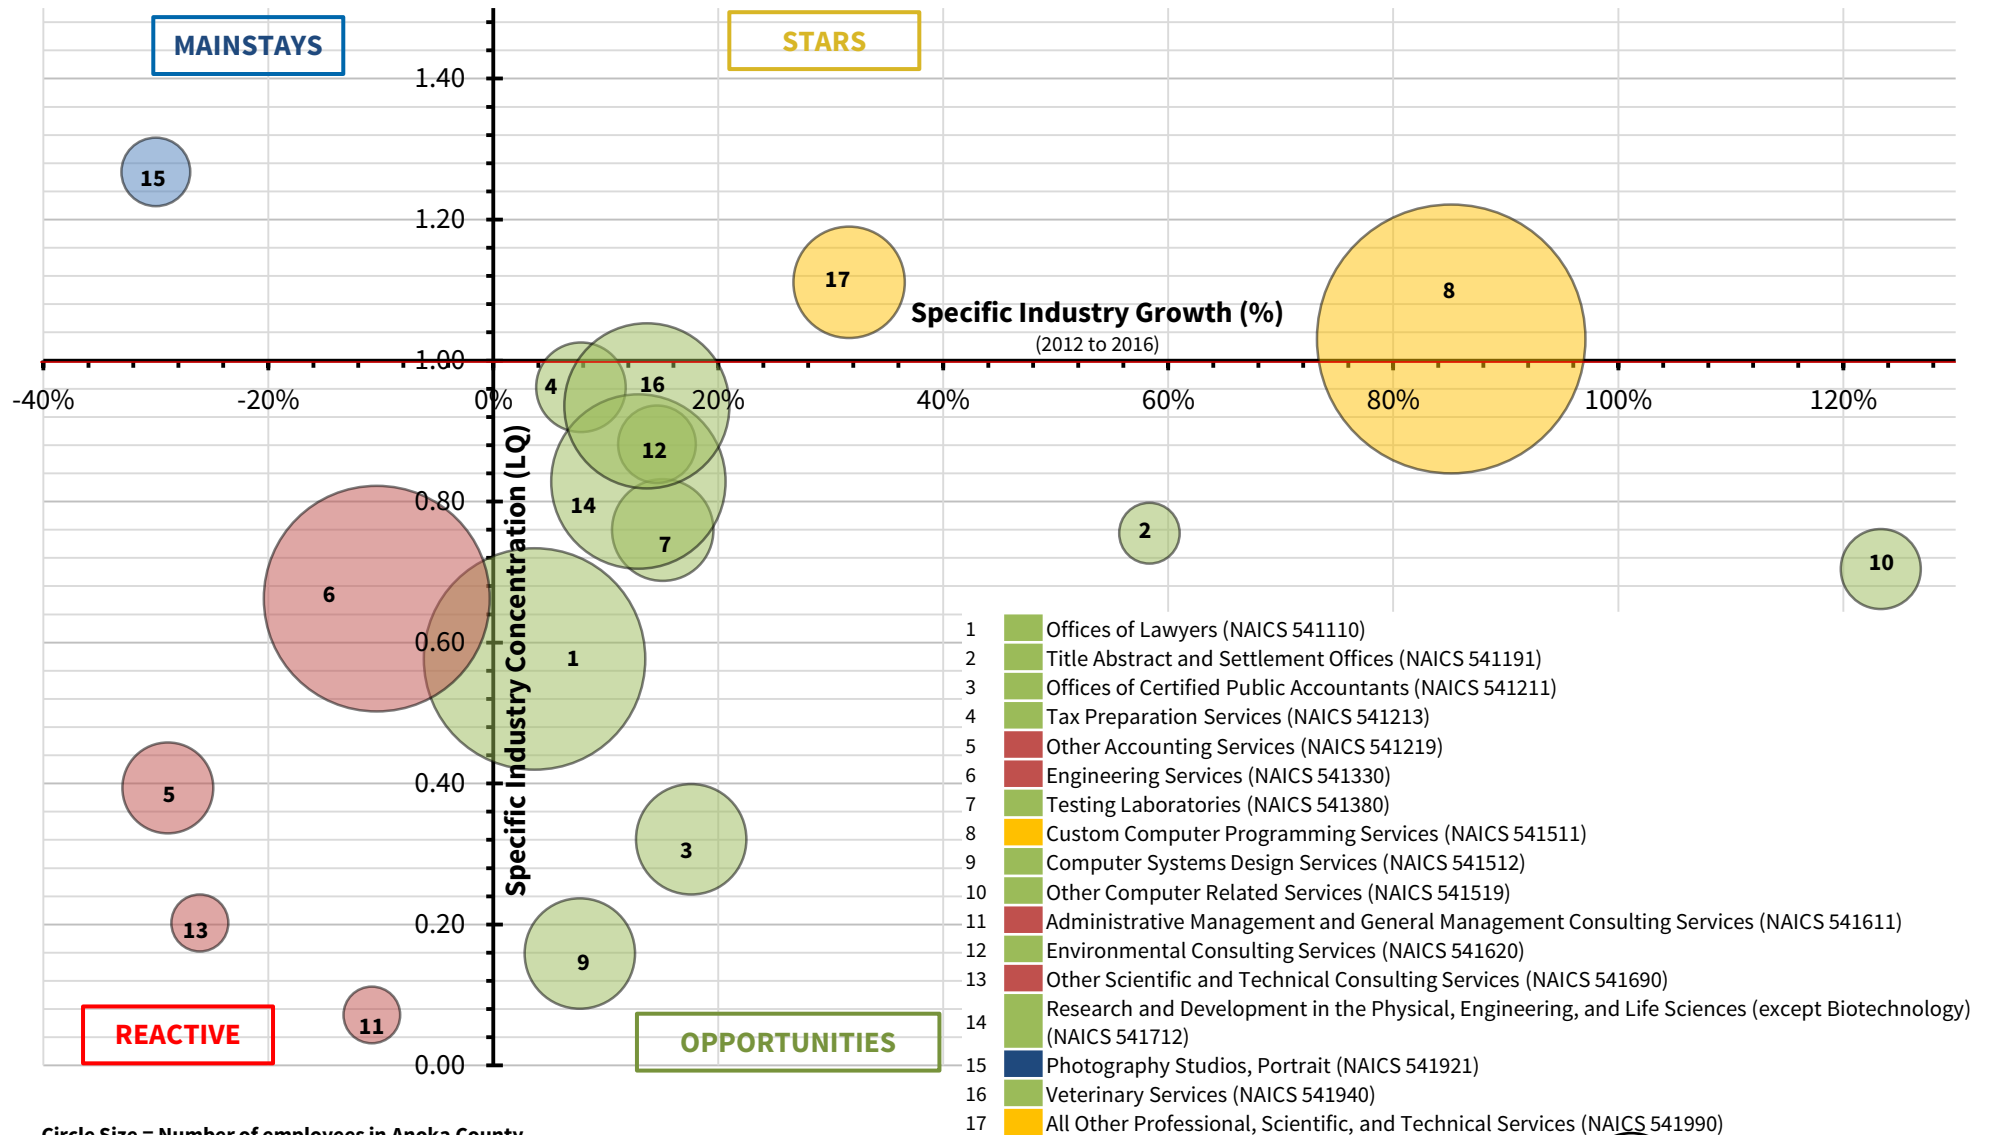 MAINSTAYS
STARS
1.40
15
1.20
17
8
Specific Industry Growth (%)
(2012 to 2016)
1.00
4
16
-40%
-20%
0%
20%
40%
60%
80%
100%
120%
12
Specific Industry Concentration (LQ)
0.80
14
2
7
10
6
0.60
1
5
0.40
3
0.20
13
9
11
REACTIVE
OPPORTUNITIES
0.00
1 Offices of Lawyers (NAICS 541110)
2 Title Abstract and Settlement Offices (NAICS 541191)
3 Offices of Certified Public Accountants (NAICS 541211)
4 Tax Preparation Services (NAICS 541213)
5 Other Accounting Services (NAICS 541219)
6 Engineering Services (NAICS 541330)
7 Testing Laboratories (NAICS 541380)
8 Custom Computer Programming Services (NAICS 541511)
9 Computer Systems Design Services (NAICS 541512)
10 Other Computer Related Services (NAICS 541519)
11 Administrative Management and General Management Consulting Services (NAICS 541611)
12 Environmental Consulting Services (NAICS 541620)
13 Other Scientific and Technical Consulting Services (NAICS 541690)
14 Research and Development in the Physical, Engineering, and Life Sciences (except Biotechnology)
(NAICS 541712)
15 Photography Studios, Portrait (NAICS 541921)
16 Veterinary Services (NAICS 541940)
17 All Other Professional, Scientific, and Technical Services (NAICS 541990)
Circle Size = Number of employees in Anoka County